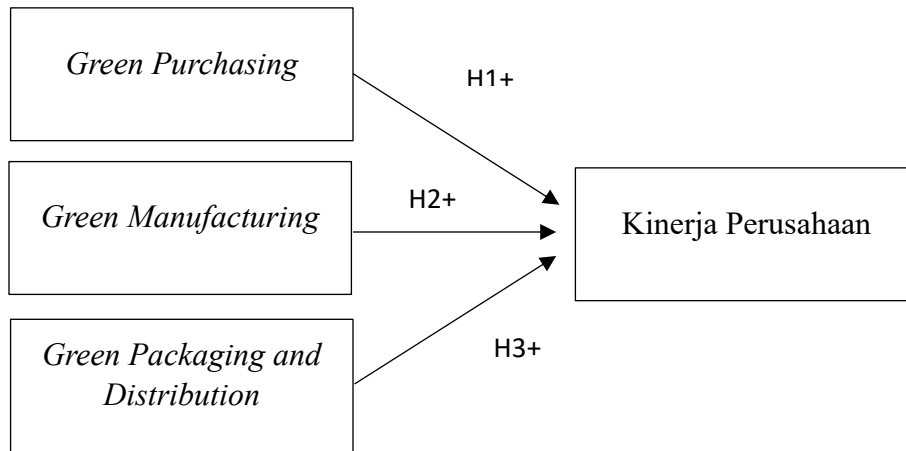 Green Purchasing
H1+
Green Manufacturing
H2+
Kinerja Perusahaan
Green Packaging and
Distribution
H3+